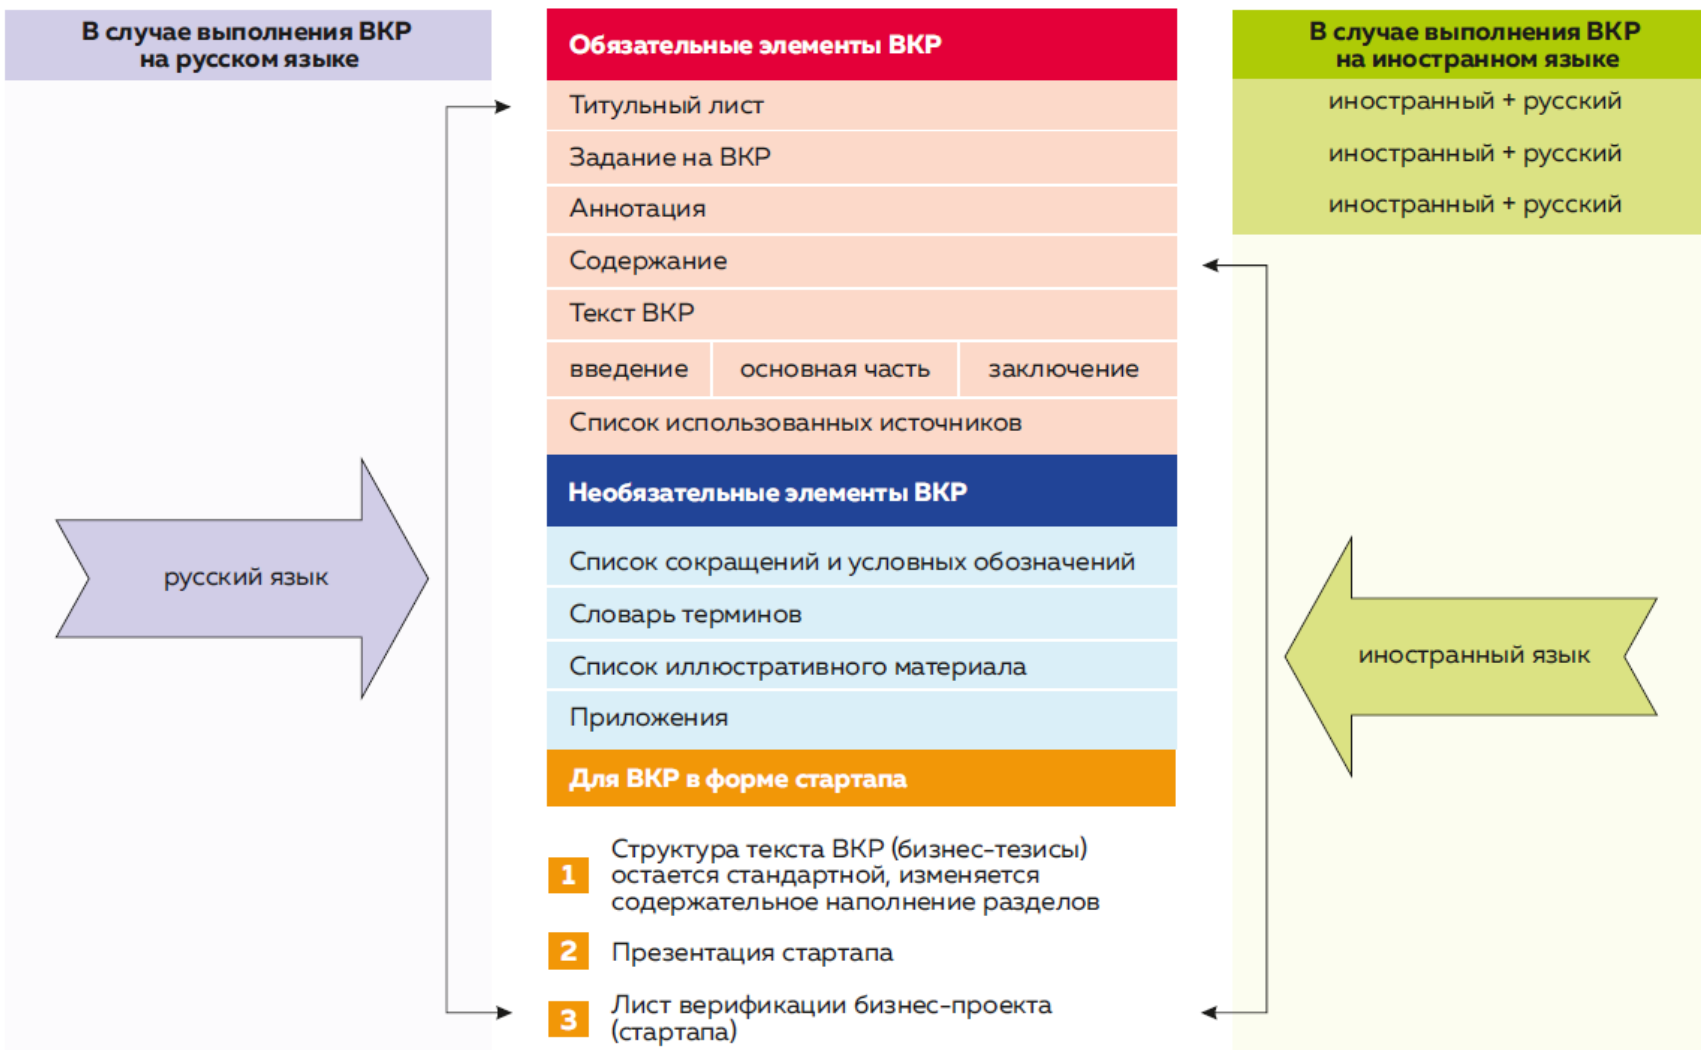 В случае выполнения ВКР
на русском языке
русский язык
Обязательные элементы ВКР
Титульный лист
Задание на ВКР
Аннотация
Содержание
Текст ВКР
введение
основная часть
заключение
Список использованных источников
Необязательные элементы ВКР
Список сокращений и условных обозначений
Словарь терминов
Список иллюстративного материала
Приложения
Для ВКР в форме стартапа
1
Структура текста ВКР (бизнес-тезисы)
остается стандартной, изменяется
содержательное наполнение разделов
2
Презентация стартапа
3
Лист верификации бизнес-проекта
(стартапа)
В случае выполнения ВКР
на иностранном языке
иностранный + русский
иностранный + русский
иностранный + русский
иностранный язык